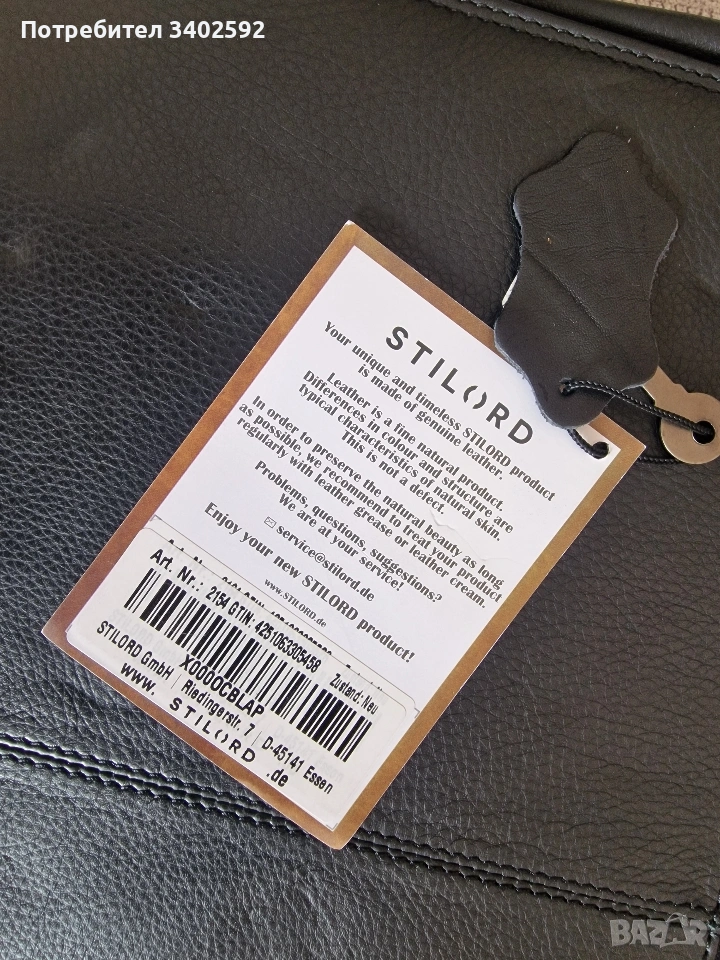 Потребител 3402592
STILORD
Your unique and timeless STILORD product
is made of genuine leather.
Leather is a fine natural product.
Differences in colour and structure are
typical characteristics of natural skin.
This is not a defect.
In order to preserve the natural beauty as long
as possible, we recommend to treat your product
regularly with leather grease or leather cream.
Problems, questions, suggestions?
We are at your service!
service@stilord.de
Enjoy your new STILORD product!
www.STILORD.de
Art. Nr.: 2154 GTIN: 4251063305458 Zustand: Neu
X000OCBLAP
STILORD GmbH | Riedingerstr. 7 | D-45141 Essen
www. STILORD .de
BAZAR